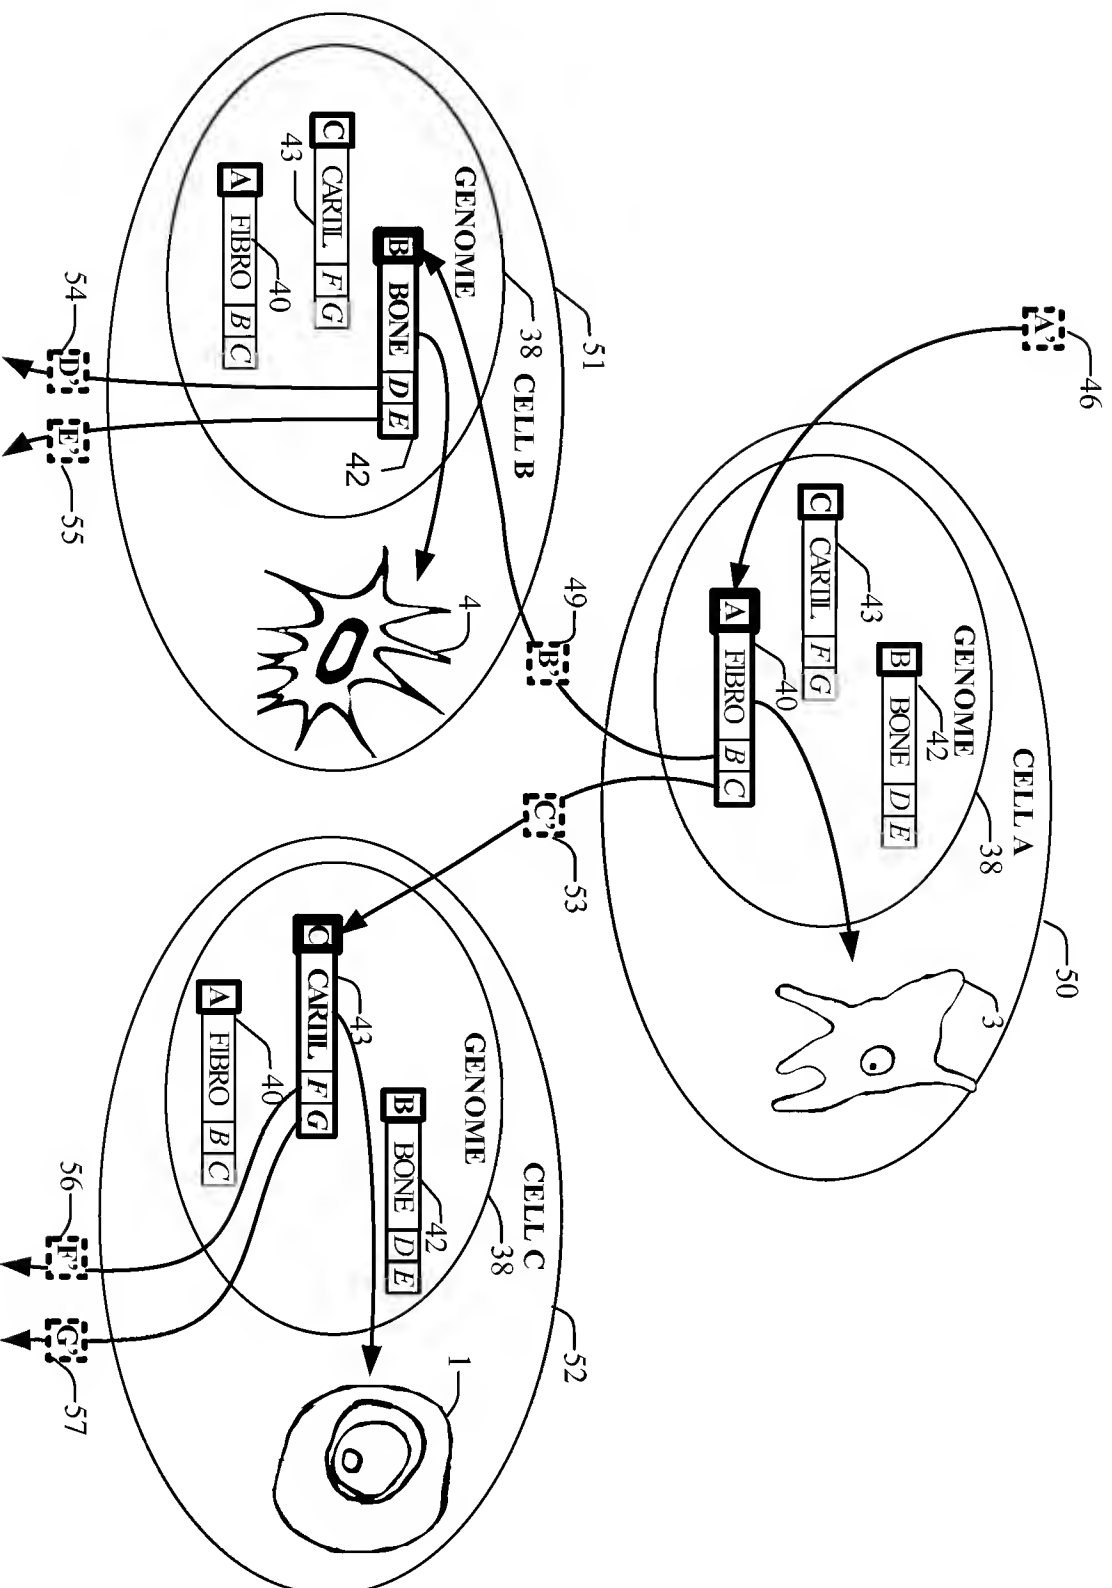 A' 46
CELL A 50
GENOME 38
B BONE D E 42
C CARTIL F G 43
A FIBRO B C 40
3
49 B'
C' 53
CELL B 51
GENOME 38
B BONE D E 42
C CARTIL F G 43
A FIBRO B C 40
4
54 D'
E' 55
CELL C 52
GENOME 38
B BONE D E 42
C CARTIL F G 43
A FIBRO B C 40
1
56 F'
G' 57